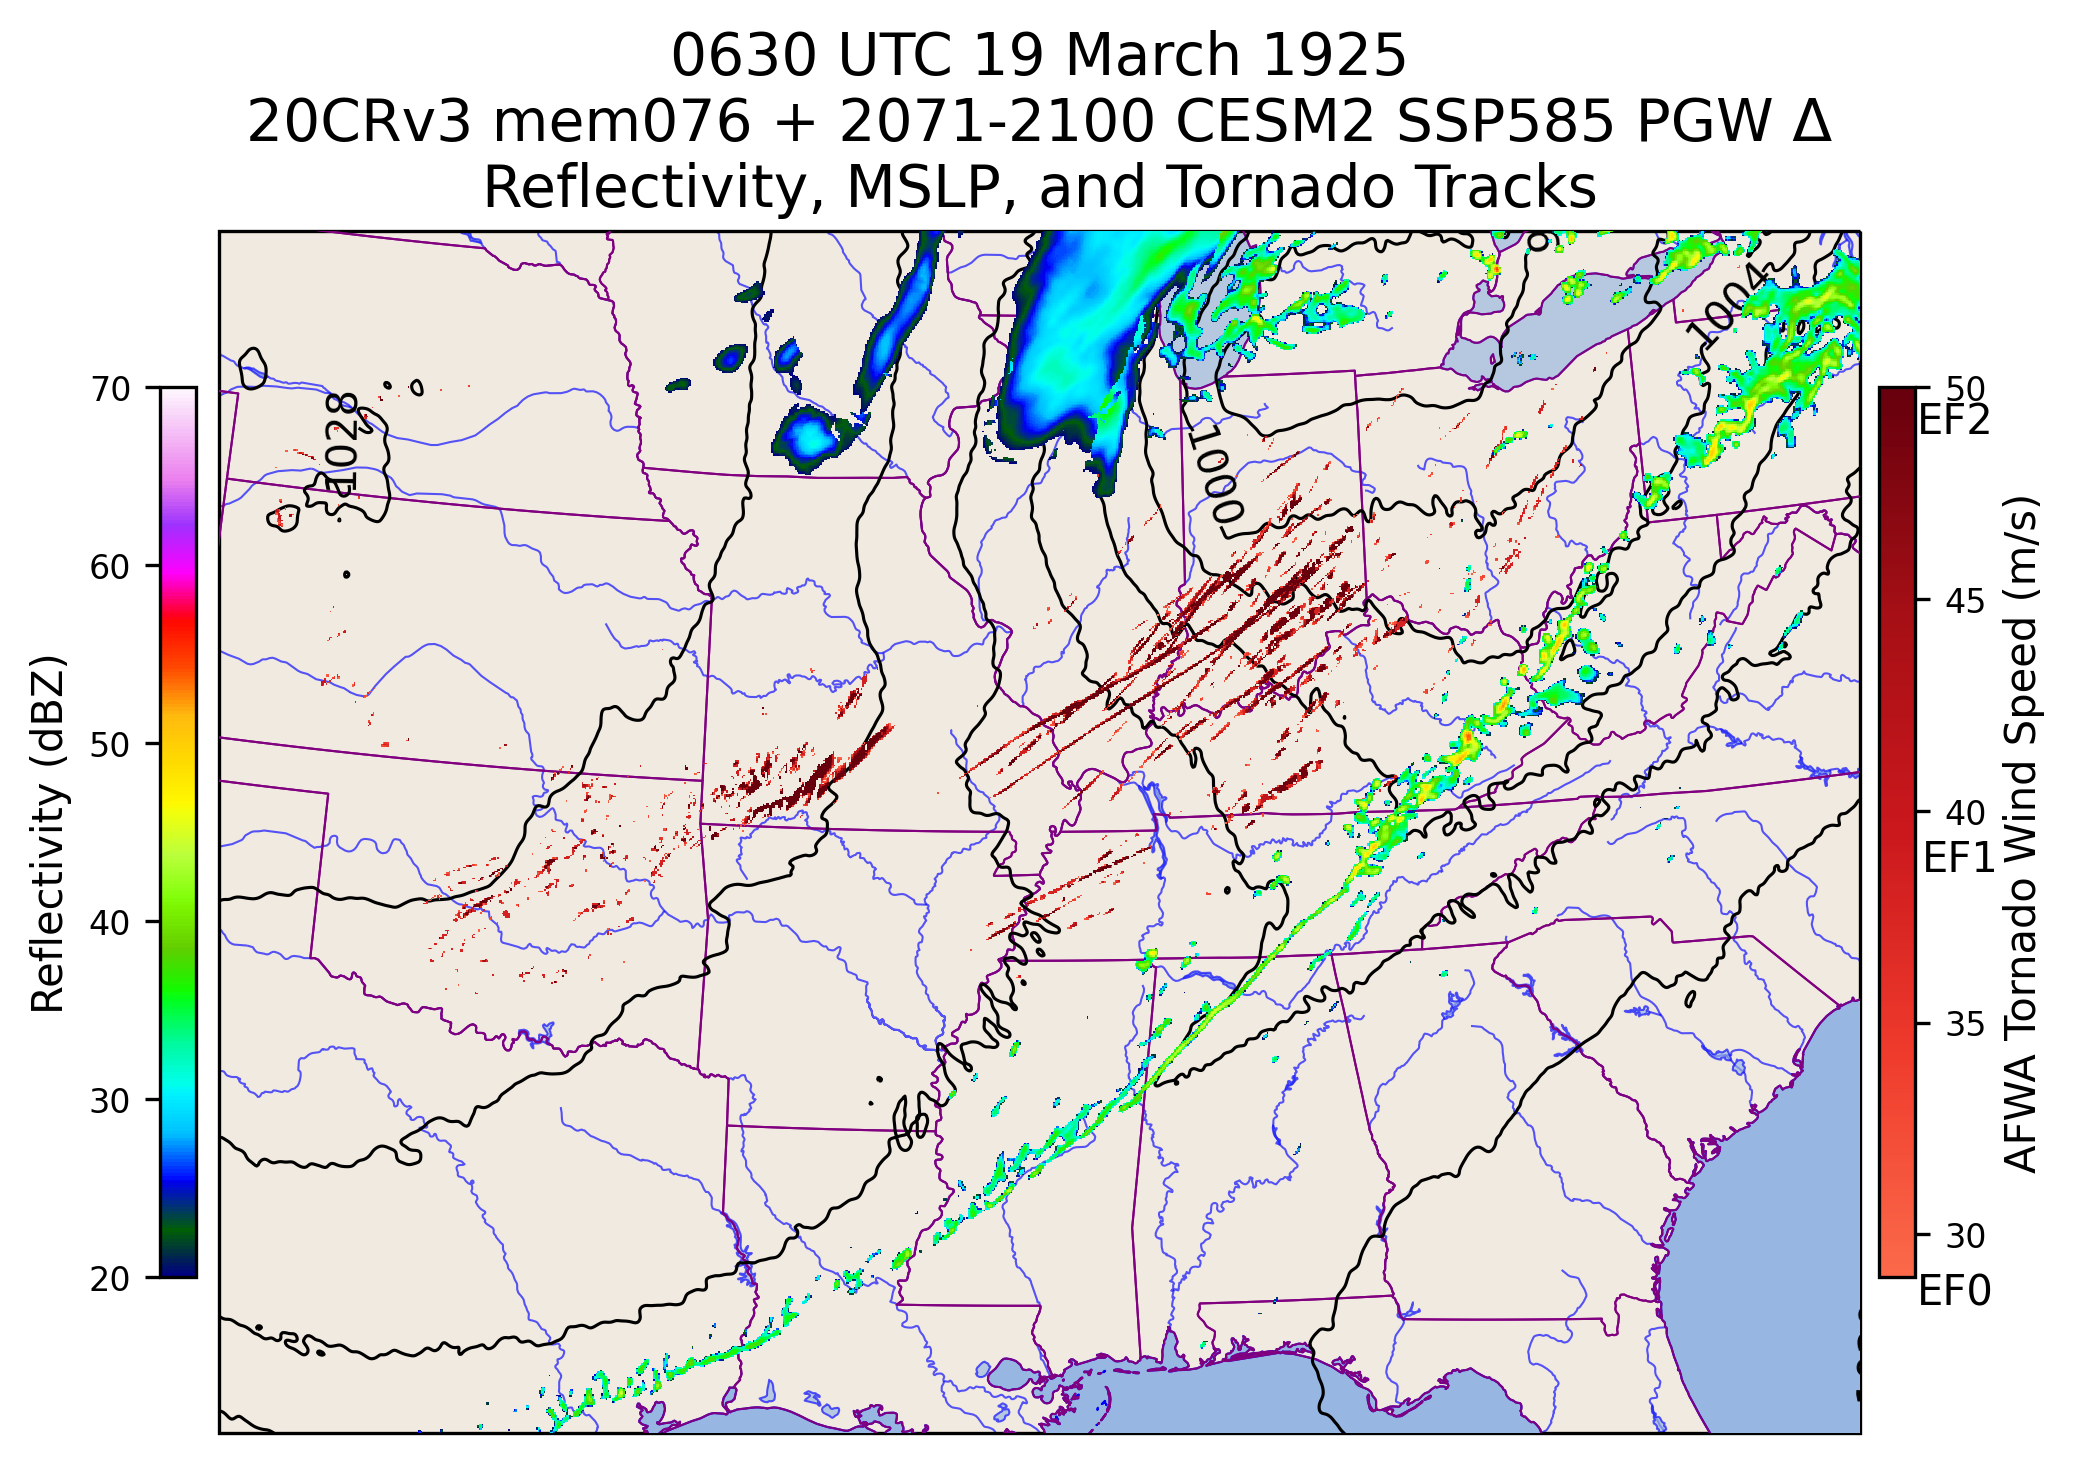 0630 UTC 19 March 1925
20CRv3 mem076 + 2071-2100 CESM2 SSP585 PGW Δ
Reflectivity, MSLP, and Tornado Tracks
Reflectivity (dBZ)
70
60
50
40
30
20
1028
1000
1004
50
EF2
45
40
EF1
35
30
EF0
AFWA Tornado Wind Speed (m/s)